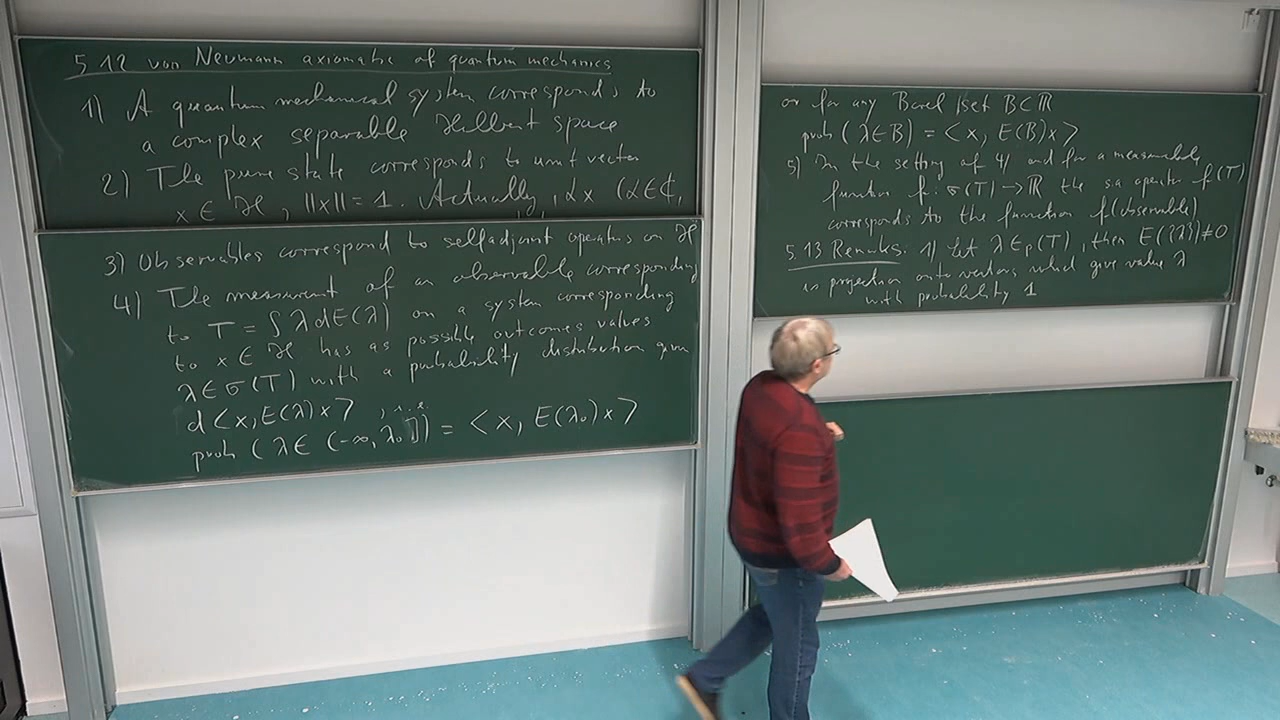 5.12 von Neumann axiomatic of quantum mechanics
1) A quantum mechanical system corresponds to
a complex separable Hilbert space
2) The pure state corresponds to unit vector
x ∈ ℋ, ||x|| = 1. Actually, αx (α ∈ ℂ,
3) Observables correspond to selfadjoint operators on ℋ
4) The measurment of an observable corresponding
to T = ∫ λ dE(λ) on a system corresponding
to x ∈ ℋ has as possible outcomes values
λ ∈ σ(T) with a probability distribution given
d<x, E(λ)x>, i.e.
prob (λ ∈ (-∞, λ₀]) = <x, E(λ₀)x>
or for any Borel set B ⊂ ℝ
prob (λ ∈ B) = <x, E(B)x>
5) In the setting of 4) and for a measurable
function f: σ(T) → ℝ the s.a. operator f(T)
corresponds to the function f(observable)
5.13 Remarks. 1) Let λ ∈ σₚ(T), then E({λ}) ≠ 0
is projection onto vectors which give value λ
with probability 1